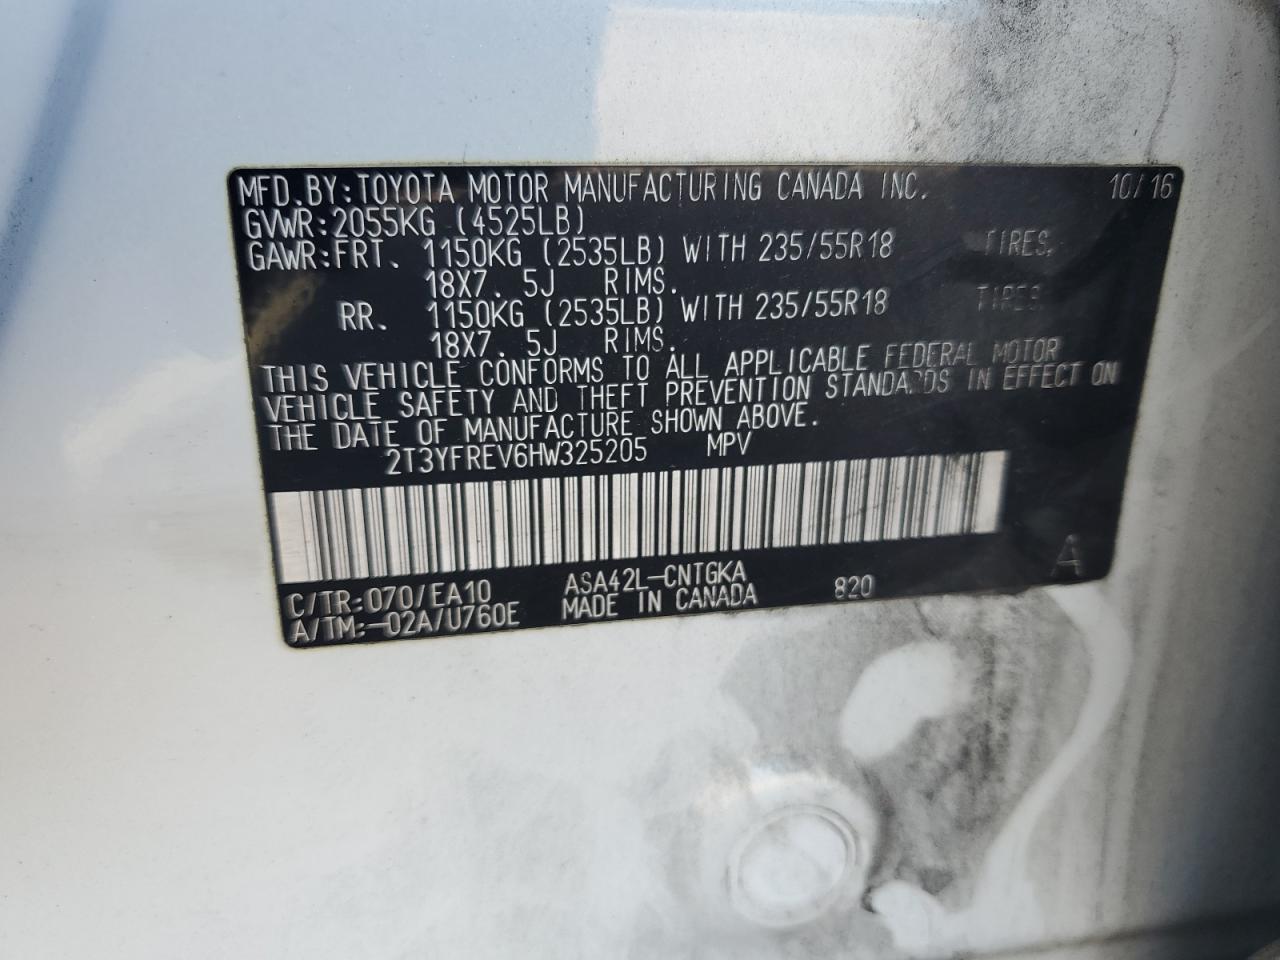 MFD.BY:TOYOTA MOTOR MANUFACTURING CANADA INC. 10/16
GVWR:2055KG (4525LB)
GAWR:FRT. 1150KG (2535LB) WITH 235/55R18 TIRES,
18X7.5J RIMS.
RR. 1150KG (2535LB) WITH 235/55R18 TIRES,
18X7.5J RIMS.
THIS VEHICLE CONFORMS TO ALL APPLICABLE FEDERAL MOTOR
VEHICLE SAFETY AND THEFT PREVENTION STANDARDS IN EFFECT ON
THE DATE OF MANUFACTURE SHOWN ABOVE.
2T3YFREV6HW325205 MPV
C/TR:070/EA10 ASA42L-CNTGKA 820 A
A/TM:-02A/U760E MADE IN CANADA